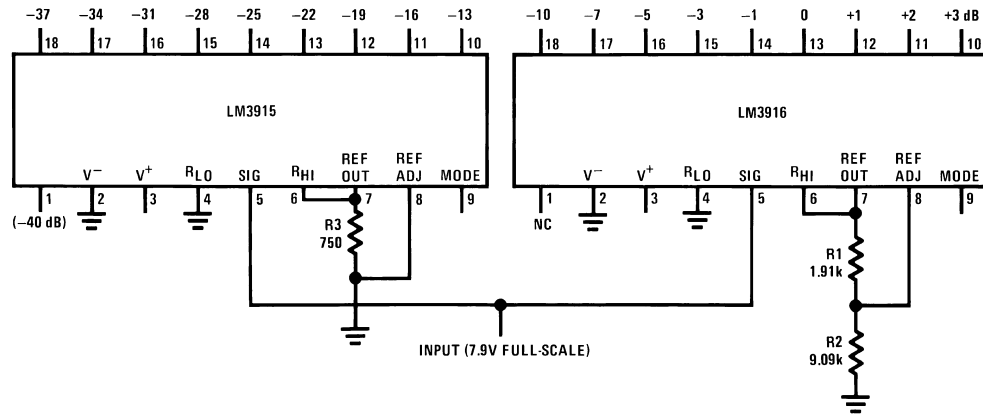 −37 −34 −31 −28 −25 −22 −19 −16 −13 −10 −7 −5 −3 −1 0 +1 +2 +3 dB
18 17 16 15 14 13 12 11 10 18 17 16 15 14 13 12 11 10
LM3915 LM3916
V− V+ RLO SIG RHI REF OUT REF ADJ MODE V− V+ RLO SIG RHI REF OUT REF ADJ MODE
1 2 3 4 5 6 7 8 9 1 2 3 4 5 6 7 8 9
(−40 dB) NC
R3
750
R1
1.91k
INPUT (7.9V FULL-SCALE)
R2
9.09k